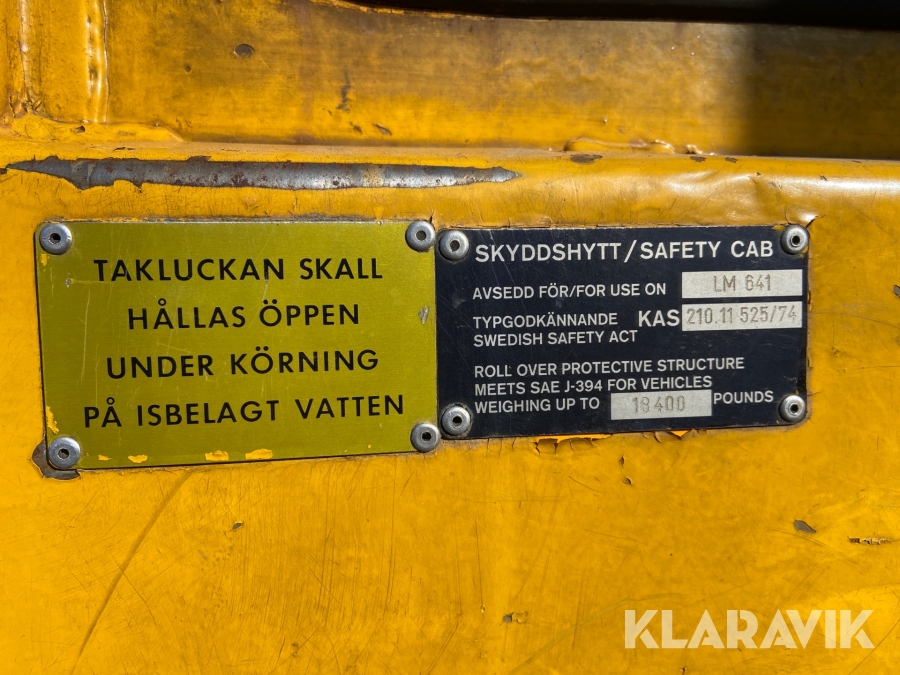 TAKLUCKAN SKALL
HÅLLAS ÖPPEN
UNDER KÖRNING
PÅ ISBELAGT VATTEN
SKYDDSHYTT/SAFETY CAB
AVSEDD FÖR/FOR USE ON LM 641
TYPGODKÄNNANDE KAS 210.11 525/74
SWEDISH SAFETY ACT
ROLL OVER PROTECTIVE STRUCTURE
MEETS SAE J-394 FOR VEHICLES
WEIGHING UP TO 18400 POUNDS
KLARAVIK